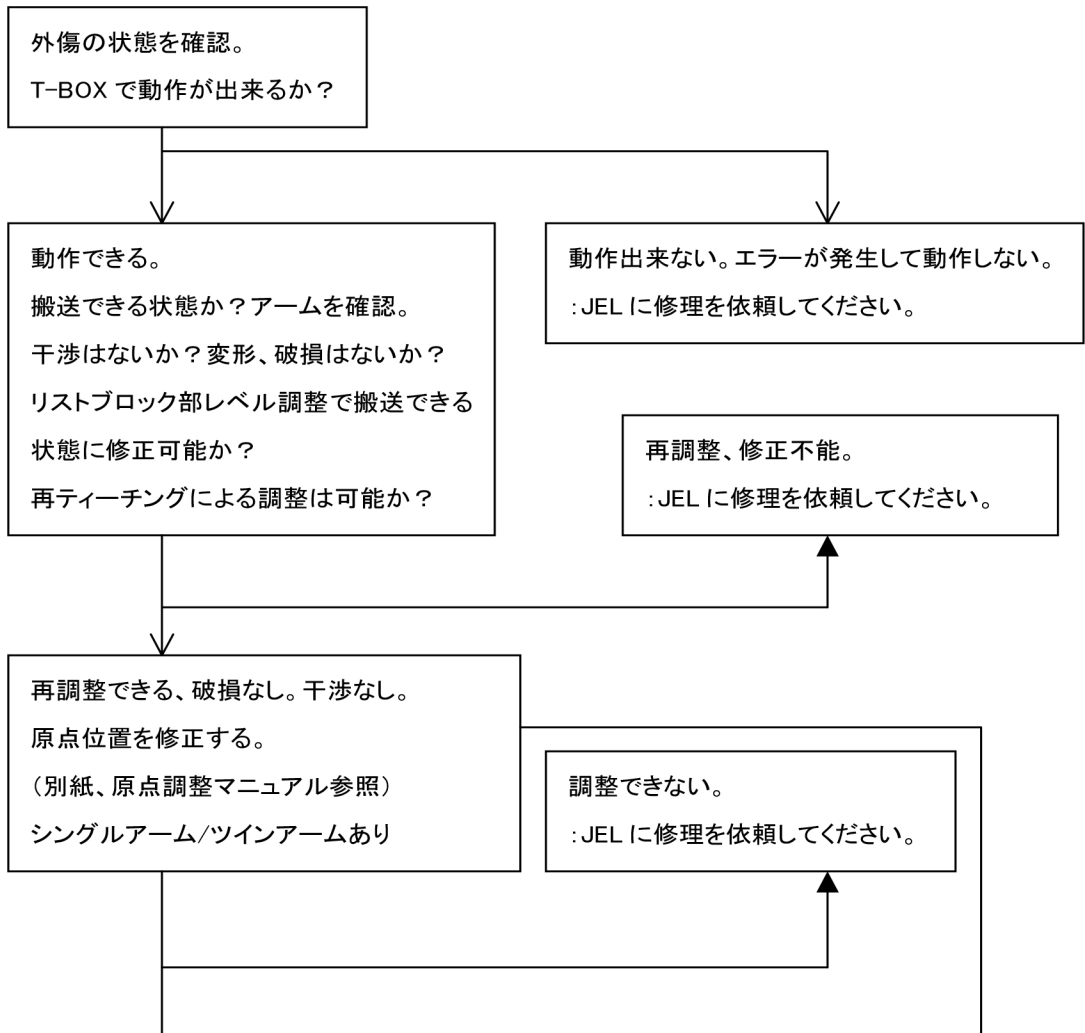 外傷の状態を確認。
T-BOX で動作が出来るか？
動作できる。
搬送できる状態か？アームを確認。
干渉はないか？変形、破損はないか？
リストブロック部レベル調整で搬送できる
状態に修正可能か？
再ティーチングによる調整は可能か？
動作出来ない。エラーが発生して動作しない。
:JEL に修理を依頼してください。
再調整、修正不能。
:JEL に修理を依頼してください。
再調整できる、破損なし。干渉なし。
原点位置を修正する。
（別紙、原点調整マニュアル参照）
シングルアーム/ツインアームあり
調整できない。
:JEL に修理を依頼してください。